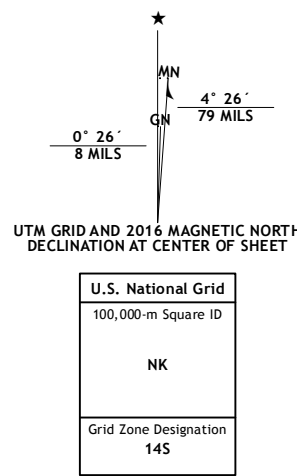 ★
MN
4° 26´
79 MILS
GN
0° 26´
8 MILS
UTM GRID AND 2016 MAGNETIC NORTH
DECLINATION AT CENTER OF SHEET
U.S. National Grid
100,000-m Square ID
NK
Grid Zone Designation
14S